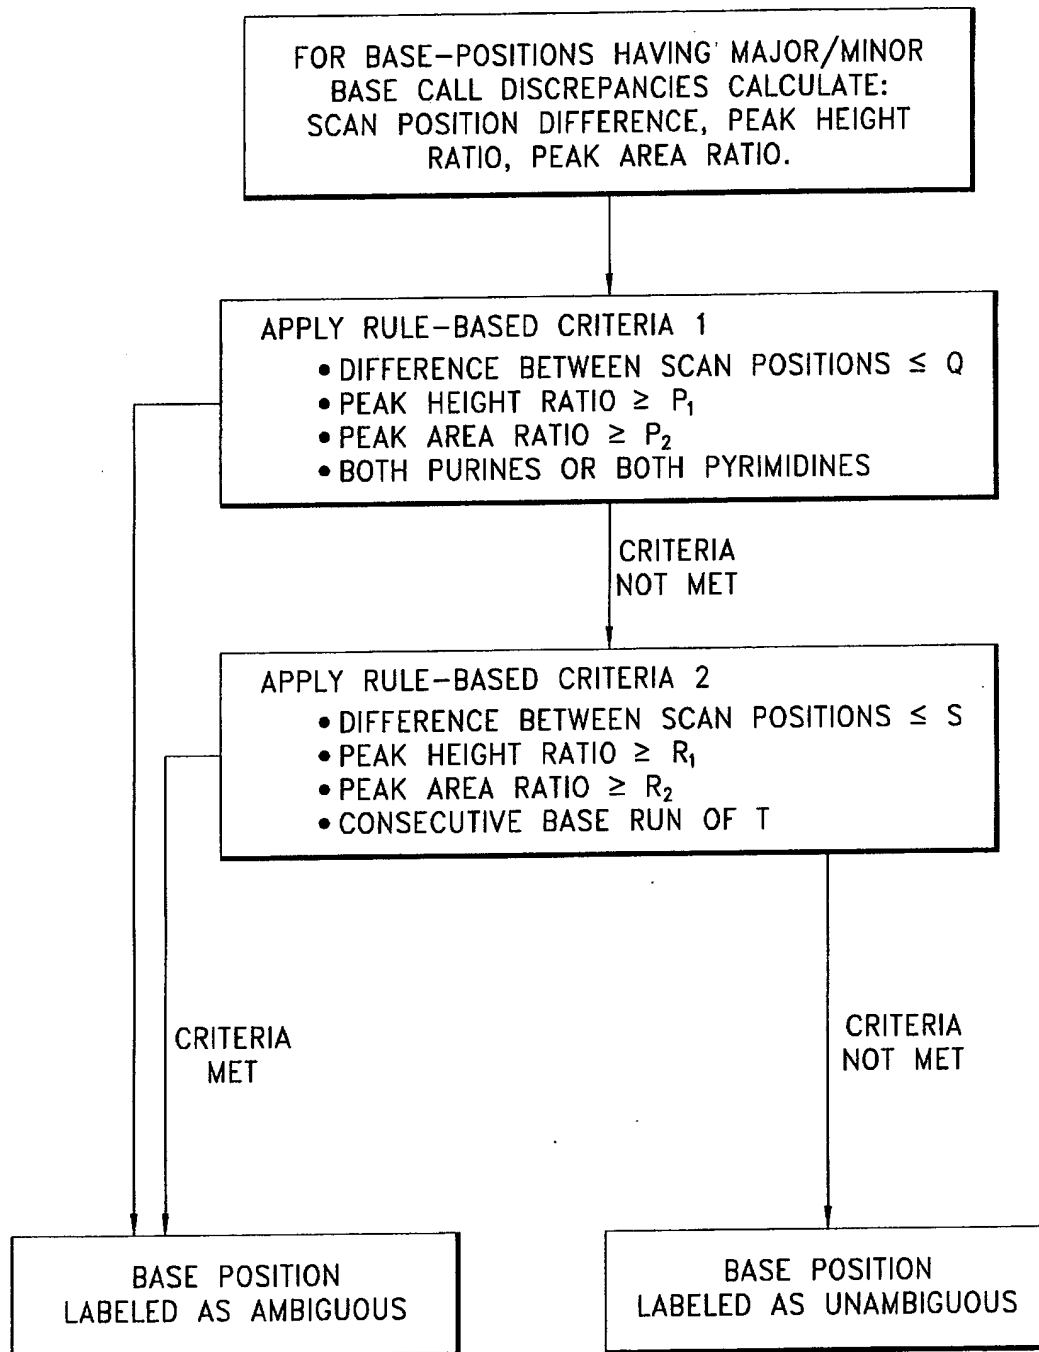 FOR BASE-POSITIONS HAVING MAJOR/MINOR
BASE CALL DISCREPANCIES CALCULATE:
SCAN POSITION DIFFERENCE, PEAK HEIGHT
RATIO, PEAK AREA RATIO.
APPLY RULE-BASED CRITERIA 1
• DIFFERENCE BETWEEN SCAN POSITIONS ≤ Q
• PEAK HEIGHT RATIO ≥ P₁
• PEAK AREA RATIO ≥ P₂
• BOTH PURINES OR BOTH PYRIMIDINES
CRITERIA
NOT MET
APPLY RULE-BASED CRITERIA 2
• DIFFERENCE BETWEEN SCAN POSITIONS ≤ S
• PEAK HEIGHT RATIO ≥ R₁
• PEAK AREA RATIO ≥ R₂
• CONSECUTIVE BASE RUN OF T
CRITERIA
MET
CRITERIA
NOT MET
BASE POSITION
LABELED AS AMBIGUOUS
BASE POSITION
LABELED AS UNAMBIGUOUS